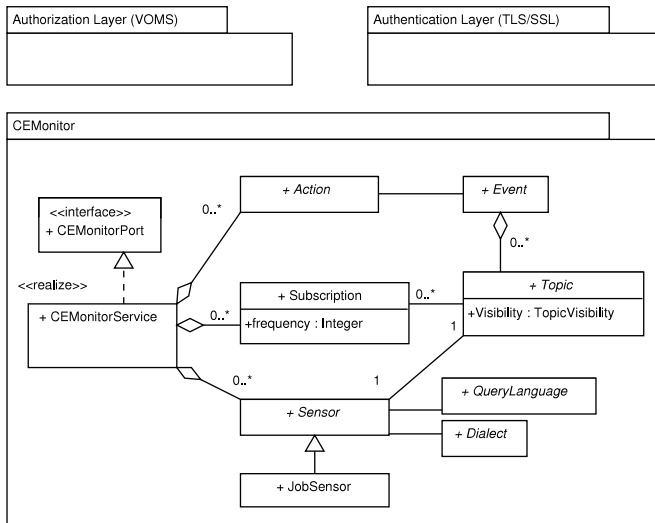 Authorization Layer (VOMS)
Authentication Layer (TLS/SSL)
CEMonitor
<<interface>>
+ CEMonitorPort
<<realize>>
+ CEMonitorService
0..*
+ Action
+ Event
0..*
0..*
+ Subscription
+frequency : Integer
0..*
+ Topic
+Visibility : TopicVisibility
1
1
0..*
+ Sensor
+ QueryLanguage
+ Dialect
+ JobSensor